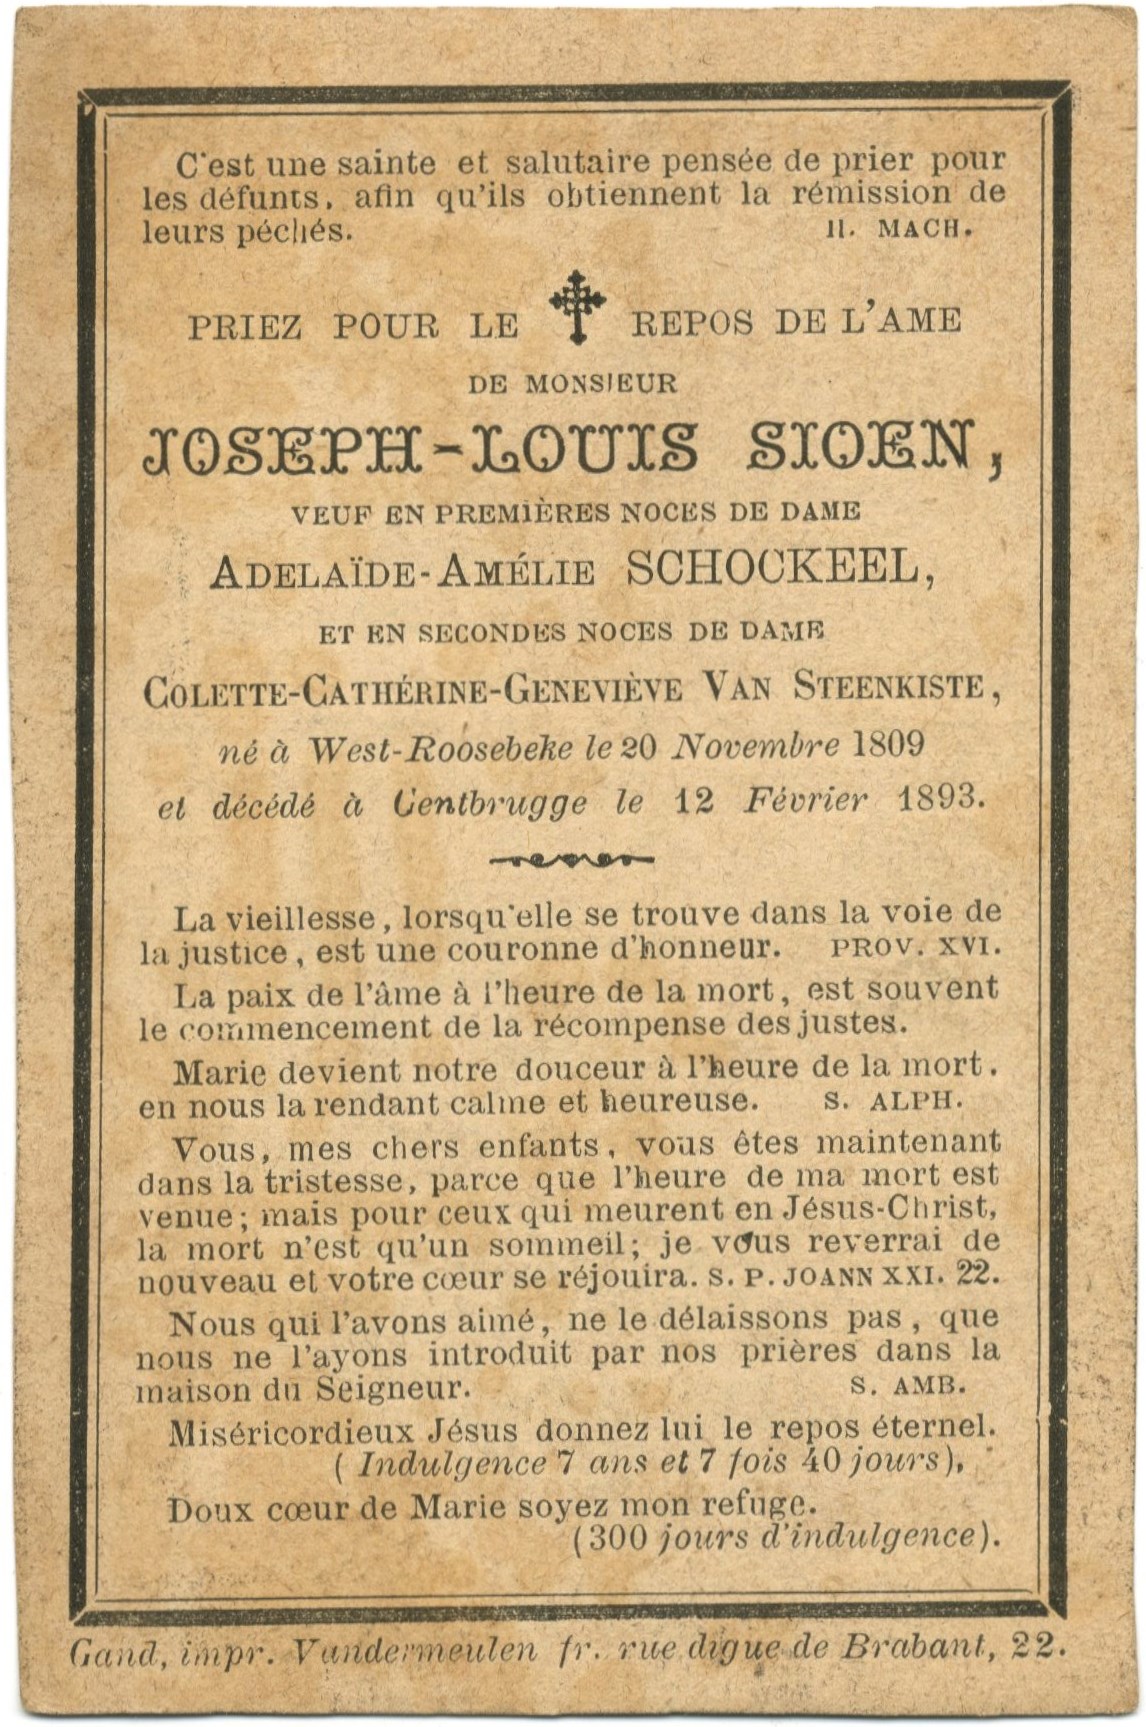 C'est une sainte et salutaire pensée de prier pour
les défunts, afin qu'ils obtiennent la rémission de
leurs péchés. II. MACH.
PRIEZ POUR LE REPOS DE L'AME
DE MONSIEUR
JOSEPH-LOUIS SIOEN,
VEUF EN PREMIÈRES NOCES DE DAME
ADELAÏDE-AMÉLIE SCHOCKEEL,
ET EN SECONDES NOCES DE DAME
COLETTE-CATHÉRINE-GENEVIÈVE VAN STEENKISTE,
né à West-Roosebeke le 20 Novembre 1809
et décédé à Gentbrugge le 12 Février 1893.
La vieillesse, lorsqu'elle se trouve dans la voie de
la justice, est une couronne d'honneur. PROV. XVI.
La paix de l'âme à l'heure de la mort, est souvent
le commencement de la récompense des justes.
Marie devient notre douceur à l'heure de la mort.
en nous la rendant calme et heureuse. S. ALPH.
Vous, mes chers enfants, vous êtes maintenant
dans la tristesse, parce que l'heure de ma mort est
venue; mais pour ceux qui meurent en Jésus-Christ,
la mort n'est qu'un sommeil; je vous reverrai de
nouveau et votre cœur se réjouira. S. P. JOANN XXI. 22.
Nous qui l'avons aimé, ne le délaissons pas, que
nous ne l'ayons introduit par nos prières dans la
maison du Seigneur. S. AMB.
Miséricordieux Jésus donnez lui le repos éternel.
(Indulgence 7 ans et 7 fois 40 jours),
Doux cœur de Marie soyez mon refuge.
(300 jours d'indulgence).
Gand, impr. Vandermeulen fr. rue digue de Brabant, 22.